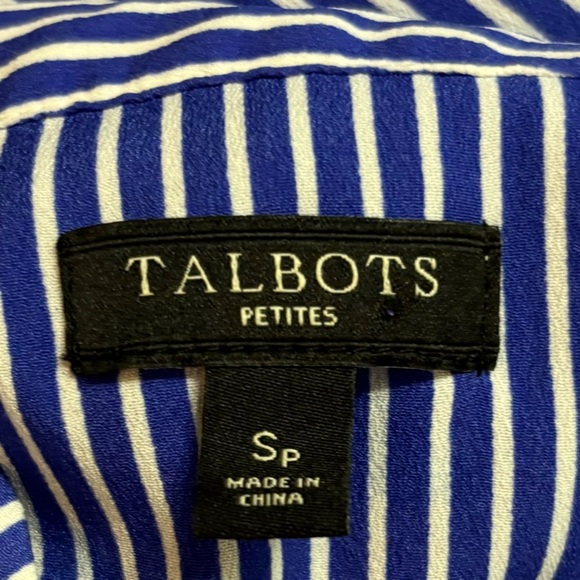 TALBOTS
PETITES
SP
MADE IN
CHINA